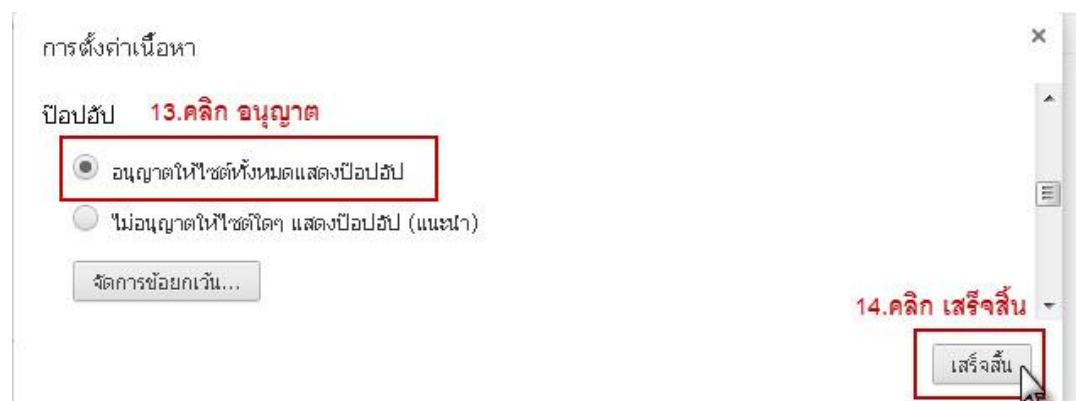 การตั้งค่าเนื้อหา
ป๊อปอัป 13.คลิก อนุญาต
อนุญาตให้ไซต์ทั้งหมดแสดงป๊อปอัป
ไม่อนุญาตให้ไซต์ใดๆ แสดงป๊อปอัป (แนะนำ)
จัดการข้อยกเว้น...
14.คลิก เสร็จสิ้น
เสร็จสิ้น